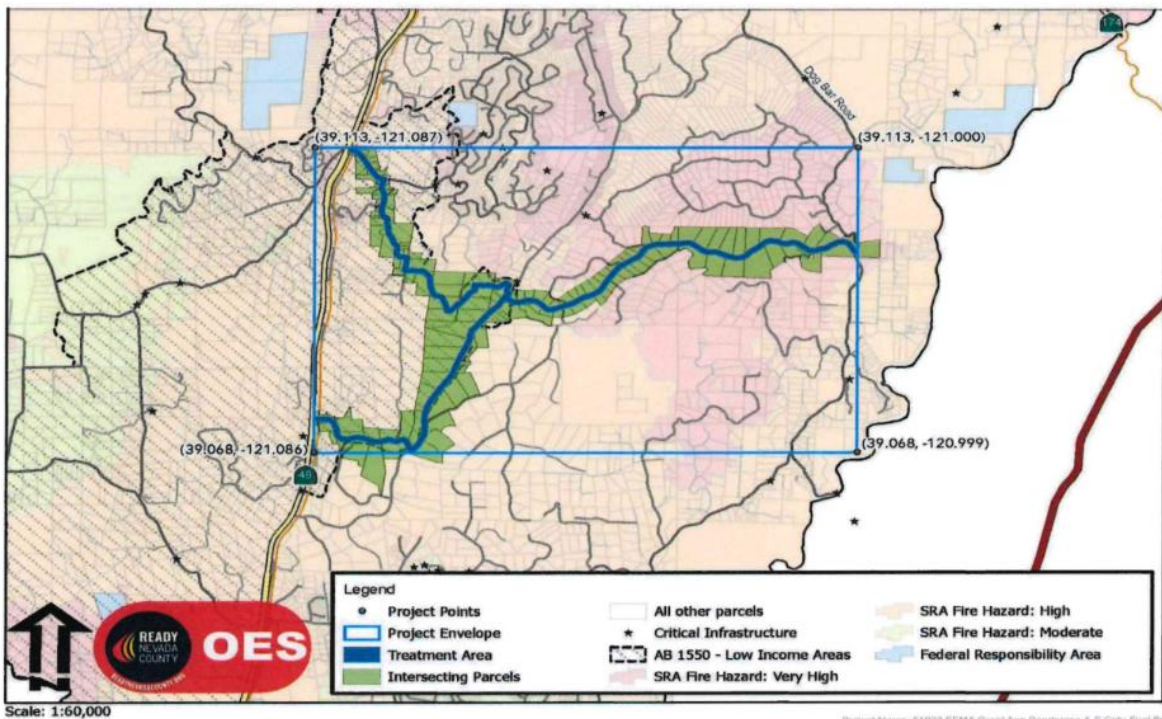 174
Dog Bar Road
(39.113, -121.087)
(39.113, -121.000)
(39.068, -121.086)
(39.068, -120.999)
49
Legend
Project Points
Project Envelope
Treatment Area
Intersecting Parcels
All other parcels
Critical Infrastructure
AB 1550 - Low Income Areas
SRA Fire Hazard: Very High
SRA Fire Hazard: High
SRA Fire Hazard: Moderate
Federal Responsibility Area
N
READY
NEVADA
COUNTY
OES
Scale: 1:60,000